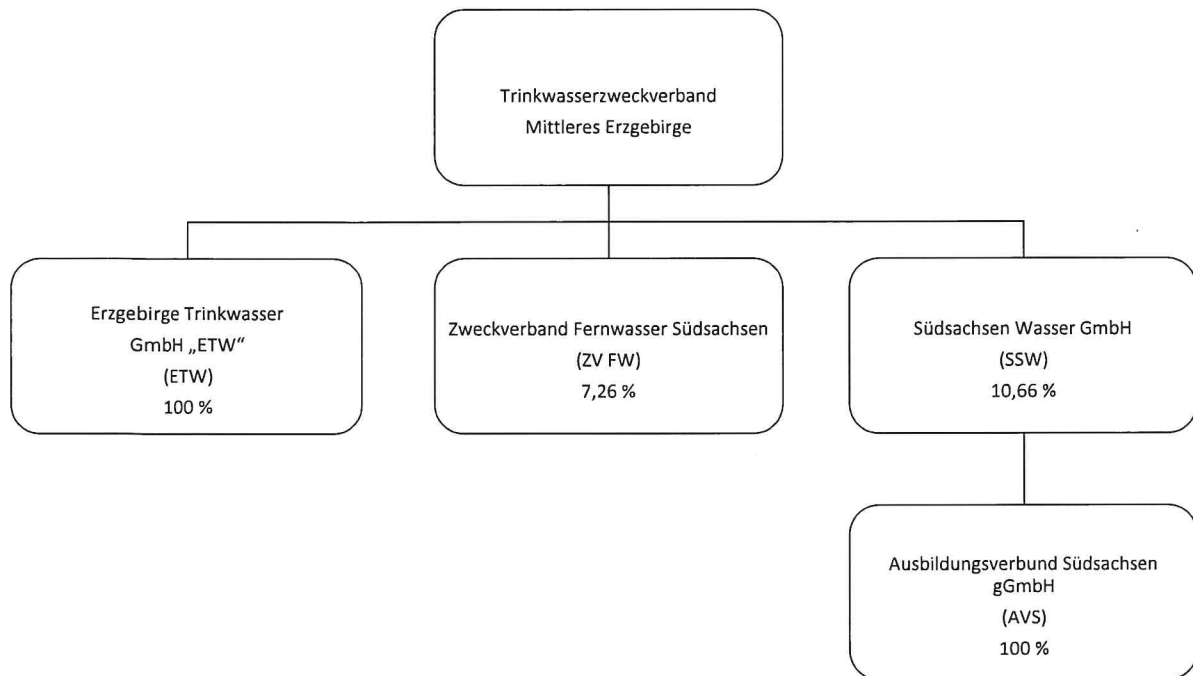 Trinkwasserzweckverband
Mittleres Erzgebirge
Erzgebirge Trinkwasser
GmbH „ETW“
(ETW)
100 %
Zweckverband Fernwasser Südsachsen
(ZV FW)
7,26 %
Südsachsen Wasser GmbH
(SSW)
10,66 %
Ausbildungsverbund Südsachsen
gGmbH
(AVS)
100 %